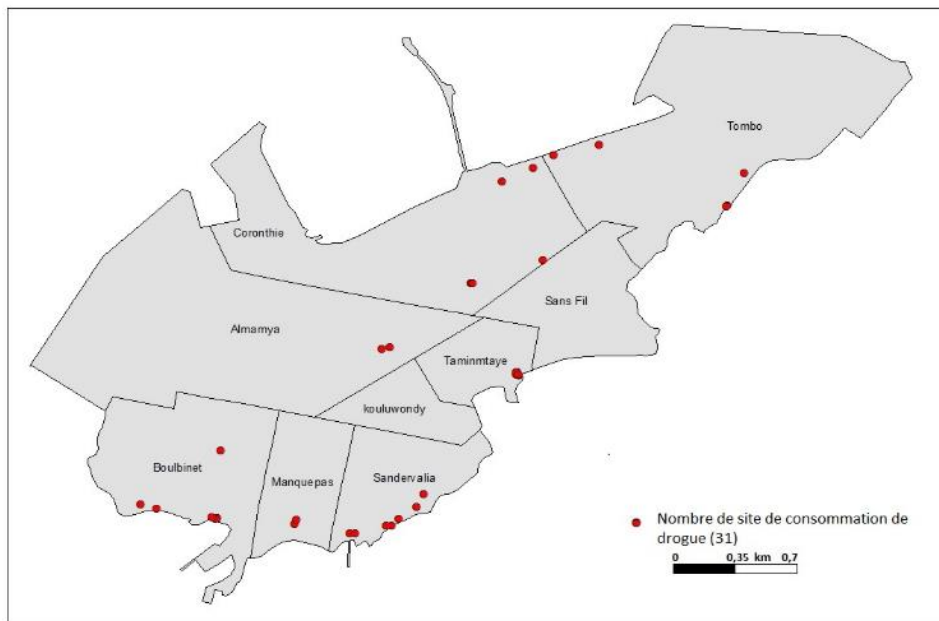 Tombo
Coronthie
Sans Fil
Almamya
Taminmtaye
kouluwondy
Boulbinet
Manquepas
Sandervalia
Nombre de site de consommation de
drogue (31)
0 0,35 km 0,7